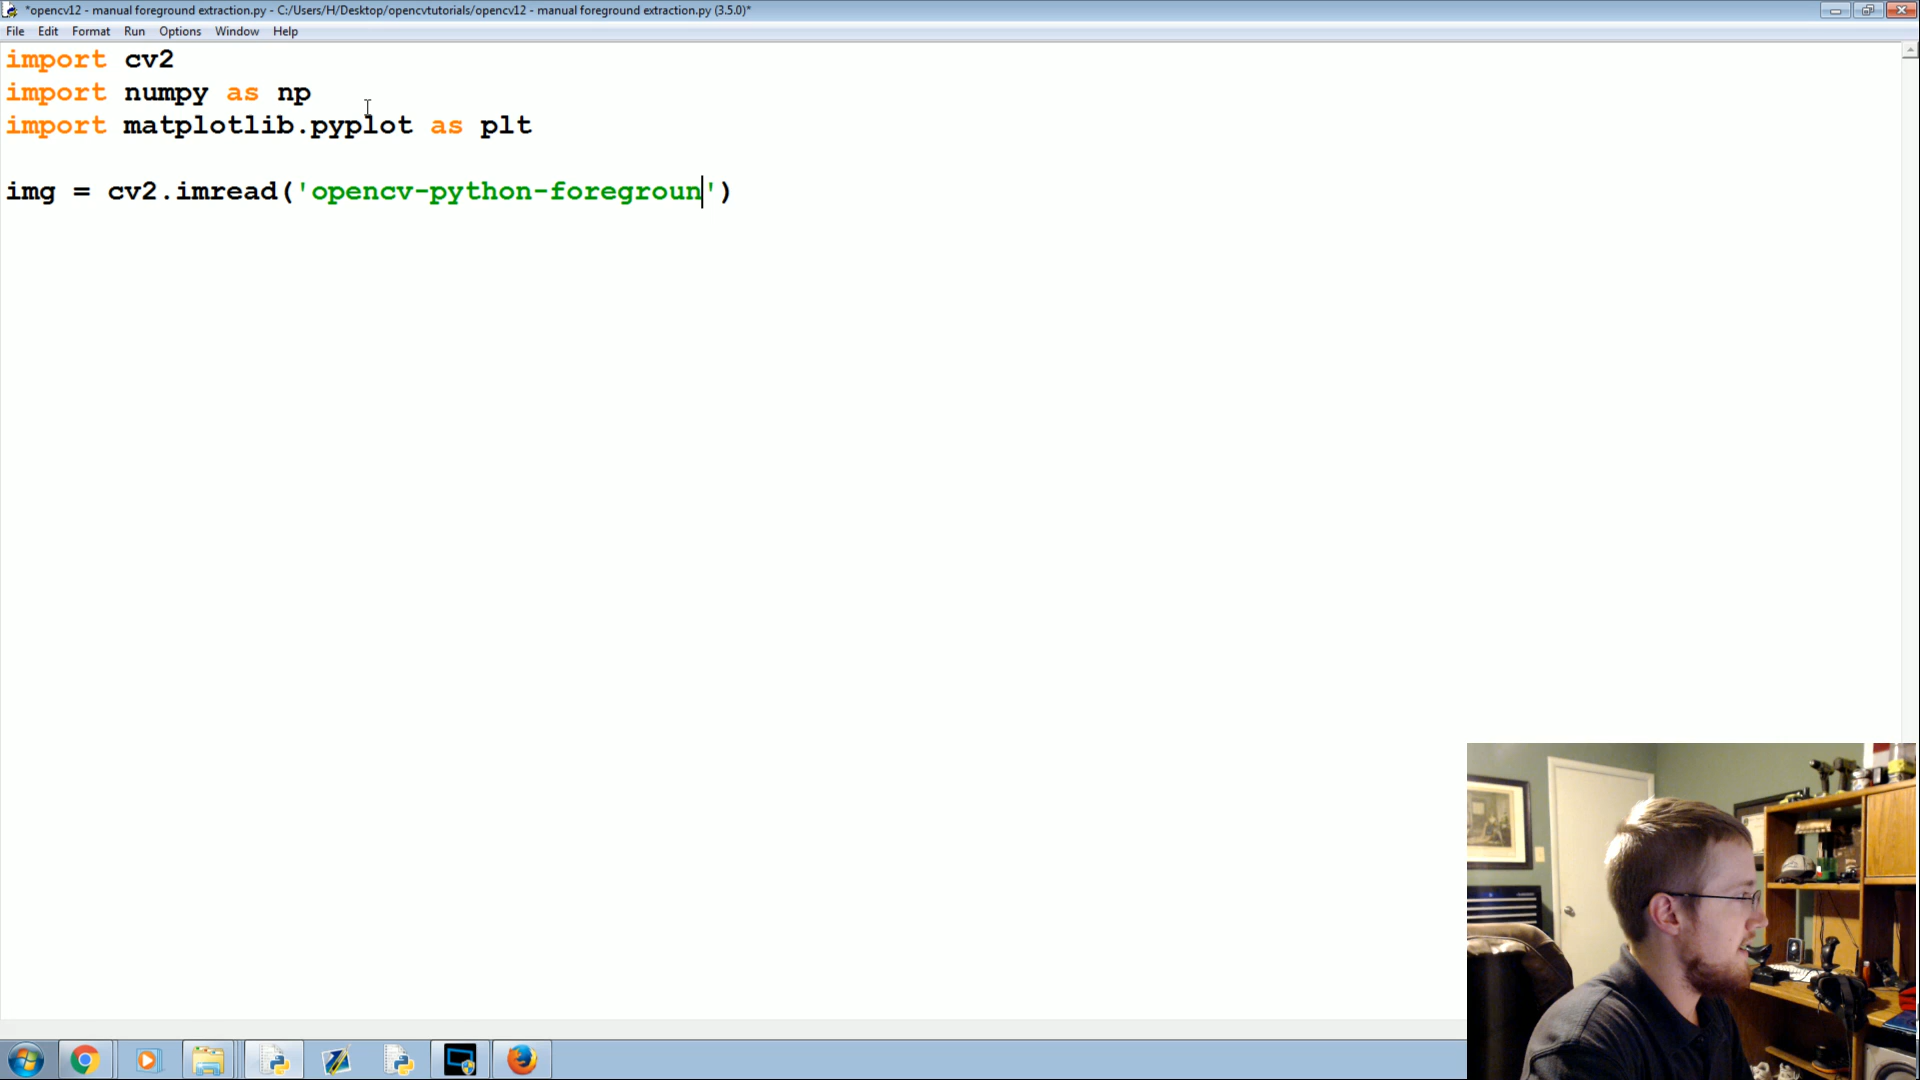 *opencv12 - manual foreground extraction.py - C:/Users/H/Desktop/opencvtutorials/opencv12 - manual foreground extraction.py (3.5.0)*
File Edit Format Run Options Window Help
import cv2
import numpy as np
import matplotlib.pyplot as plt
img = cv2.imread('opencv-python-foregroun')